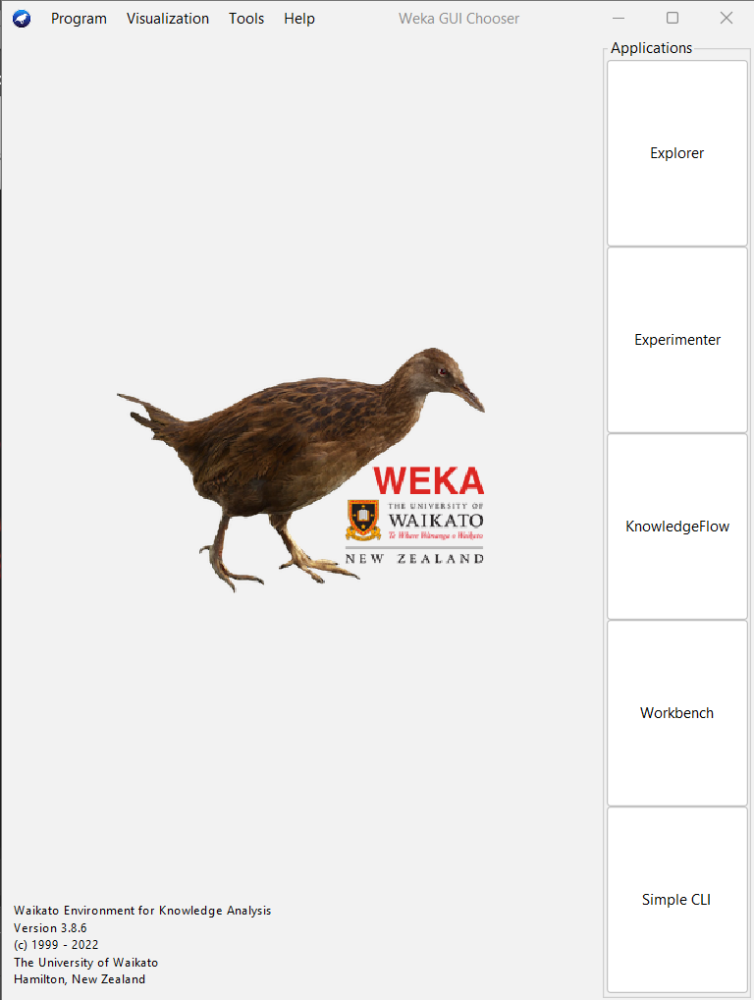 Program Visualization Tools Help Weka GUI Chooser
Applications
Explorer
Experimenter
KnowledgeFlow
Workbench
Simple CLI
WEKA
THE UNIVERSITY OF
WAIKATO
Te Whare Wānanga o Waikato
NEW ZEALAND
Waikato Environment for Knowledge Analysis
Version 3.8.6
(c) 1999 - 2022
The University of Waikato
Hamilton, New Zealand